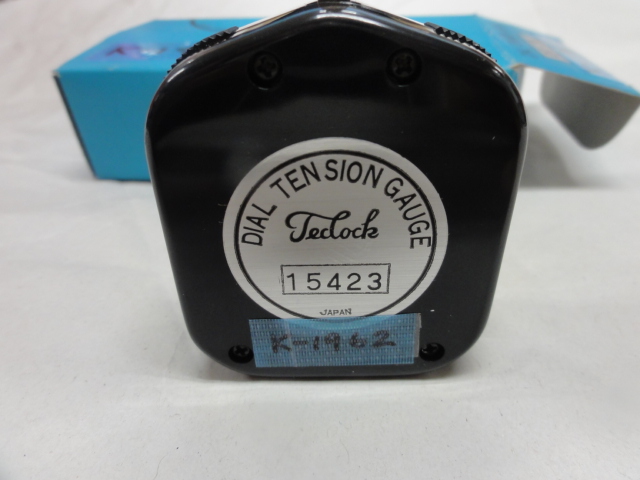 DIAL TENSION GAUGE
Teclock
15423
JAPAN
K-1962